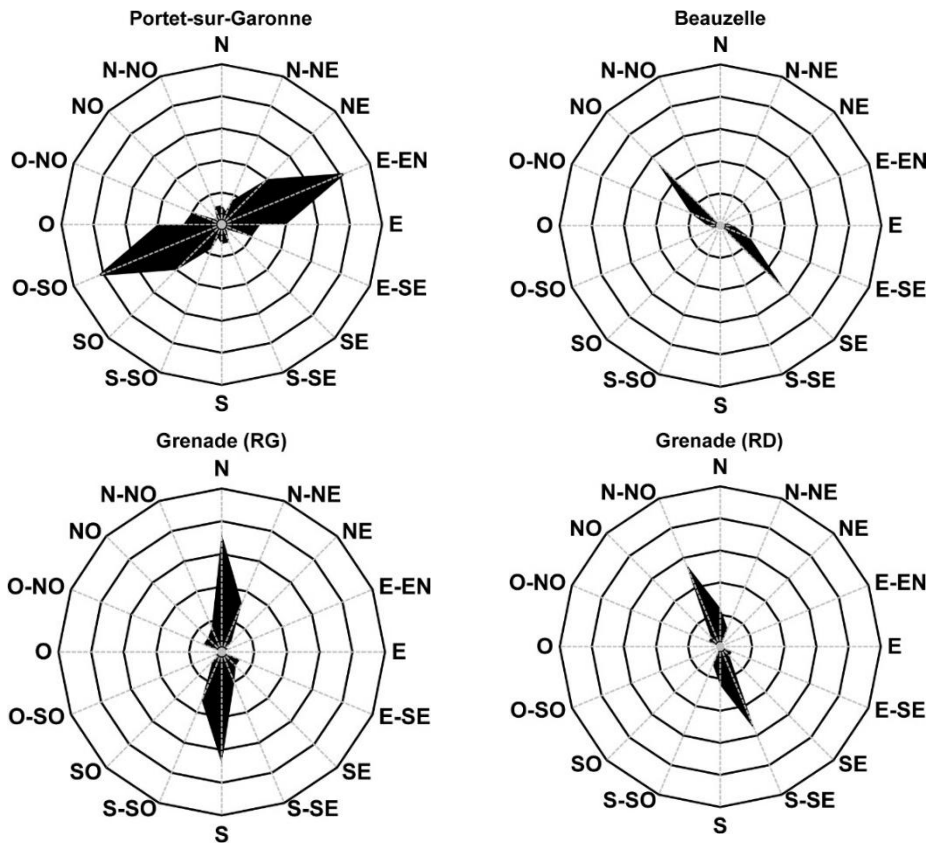 Portet-sur-Garonne
N
N-NO
N-NE
NO
NE
O-NO
E-EN
O
E
O-SO
E-SE
SO
SE
S-SO
S-SE
S
Beauzelle
N
N-NO
N-NE
NO
NE
O-NO
E-EN
O
E
O-SO
E-SE
SO
SE
S-SO
S-SE
S
Grenade (RG)
N
N-NO
N-NE
NO
NE
O-NO
E-EN
O
E
O-SO
E-SE
SO
SE
S-SO
S-SE
S
Grenade (RD)
N
N-NO
N-NE
NO
NE
O-NO
E-EN
O
E
O-SO
E-SE
SO
SE
S-SO
S-SE
S